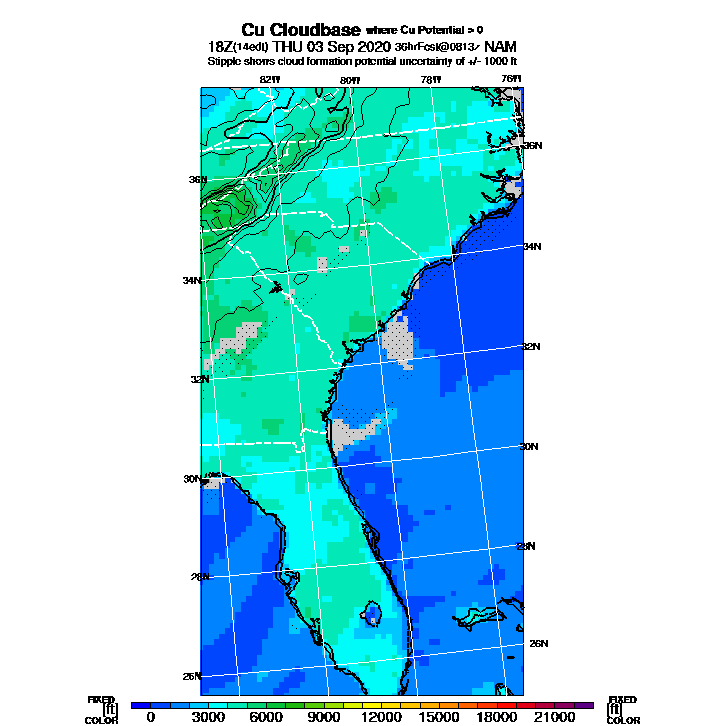 Cu Cloudbase where Cu Potential > 0
18Z(14edt) THU 03 Sep 2020 36hrFcst@0813z NAM
Stipple shows cloud formation potential uncertainty of +/- 1000 ft
82W 80W 78W 76W
36N
36N
34N
34N
32N
32N
30N
30N
28N
28N
26N
26N
FIXED FIXED
[ft] [ft]
COLOR COLOR
0 3000 6000 9000 12000 15000 18000 21000